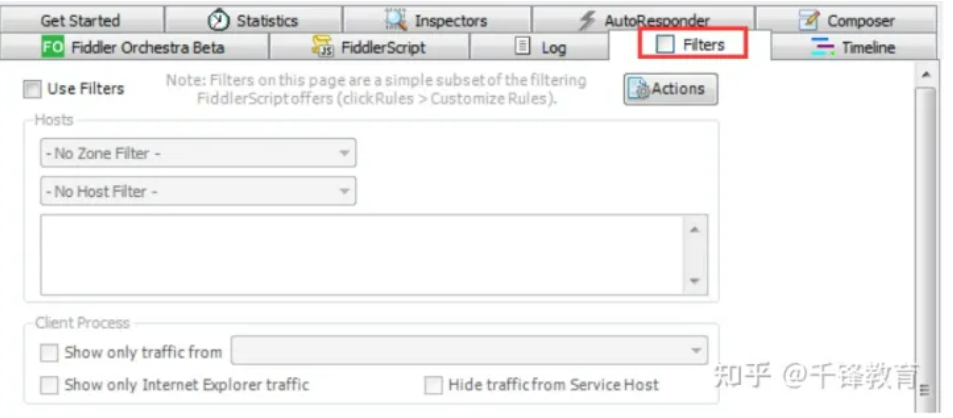 Get Started Statistics Inspectors AutoResponder Composer
FO Fiddler Orchestra Beta FiddlerScript Log Filters Timeline
Use Filters
Note: Filters on this page are a simple subset of the filtering
FiddlerScript offers (click Rules > Customize Rules).
Actions
Hosts
- No Zone Filter -
- No Host Filter -
Client Process
Show only traffic from
Show only Internet Explorer traffic Hide traffic from Service Host
知乎 @千锋教育